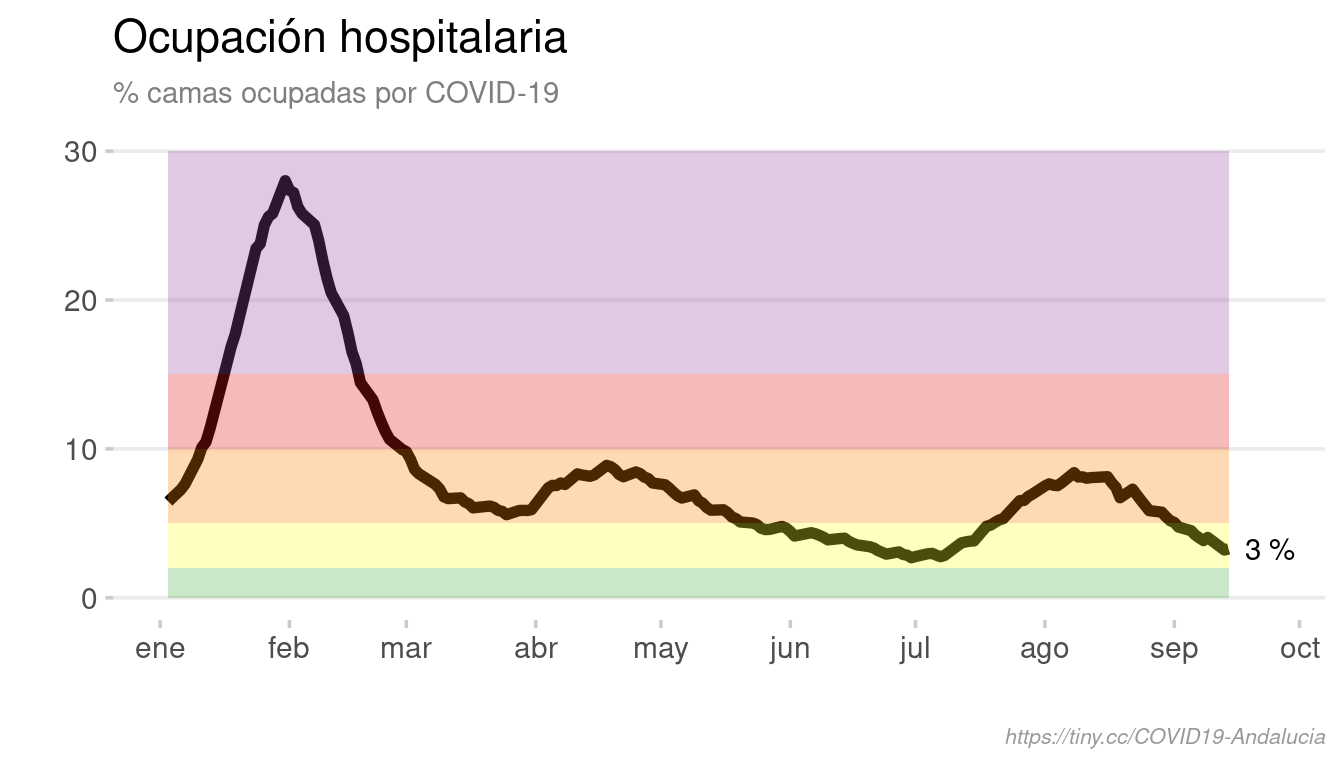 Ocupación hospitalaria
% camas ocupadas por COVID-19
30
20
10
0
3 %
ene feb mar abr may jun jul ago sep oct
https://tiny.cc/COVID19-Andalucia